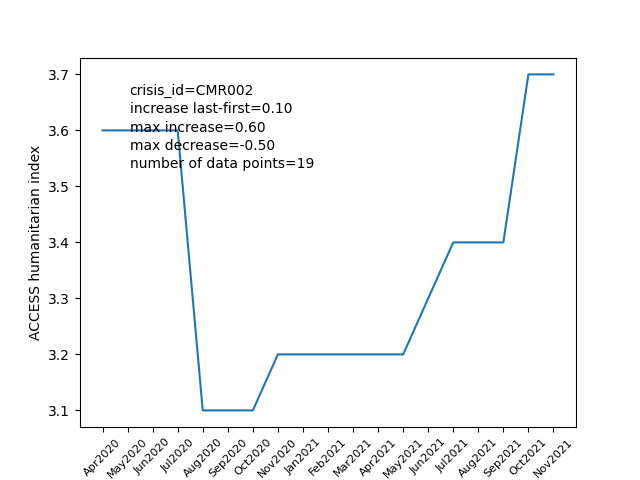 crisis_id=CMR002
increase last-first=0.10
max increase=0.60
max decrease=-0.50
number of data points=19
ACCESS humanitarian index
3.7
3.6
3.5
3.4
3.3
3.2
3.1
Apr2020
May2020
Jun2020
Jul2020
Aug2020
Sep2020
Oct2020
Nov2020
Jan2021
Feb2021
Mar2021
Apr2021
May2021
Jun2021
Jul2021
Aug2021
Sep2021
Oct2021
Nov2021